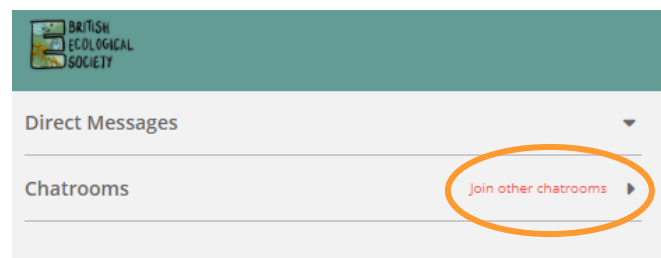 BRITISH
ECOLOGICAL
SOCIETY
Direct Messages
Chatrooms Join other chatrooms